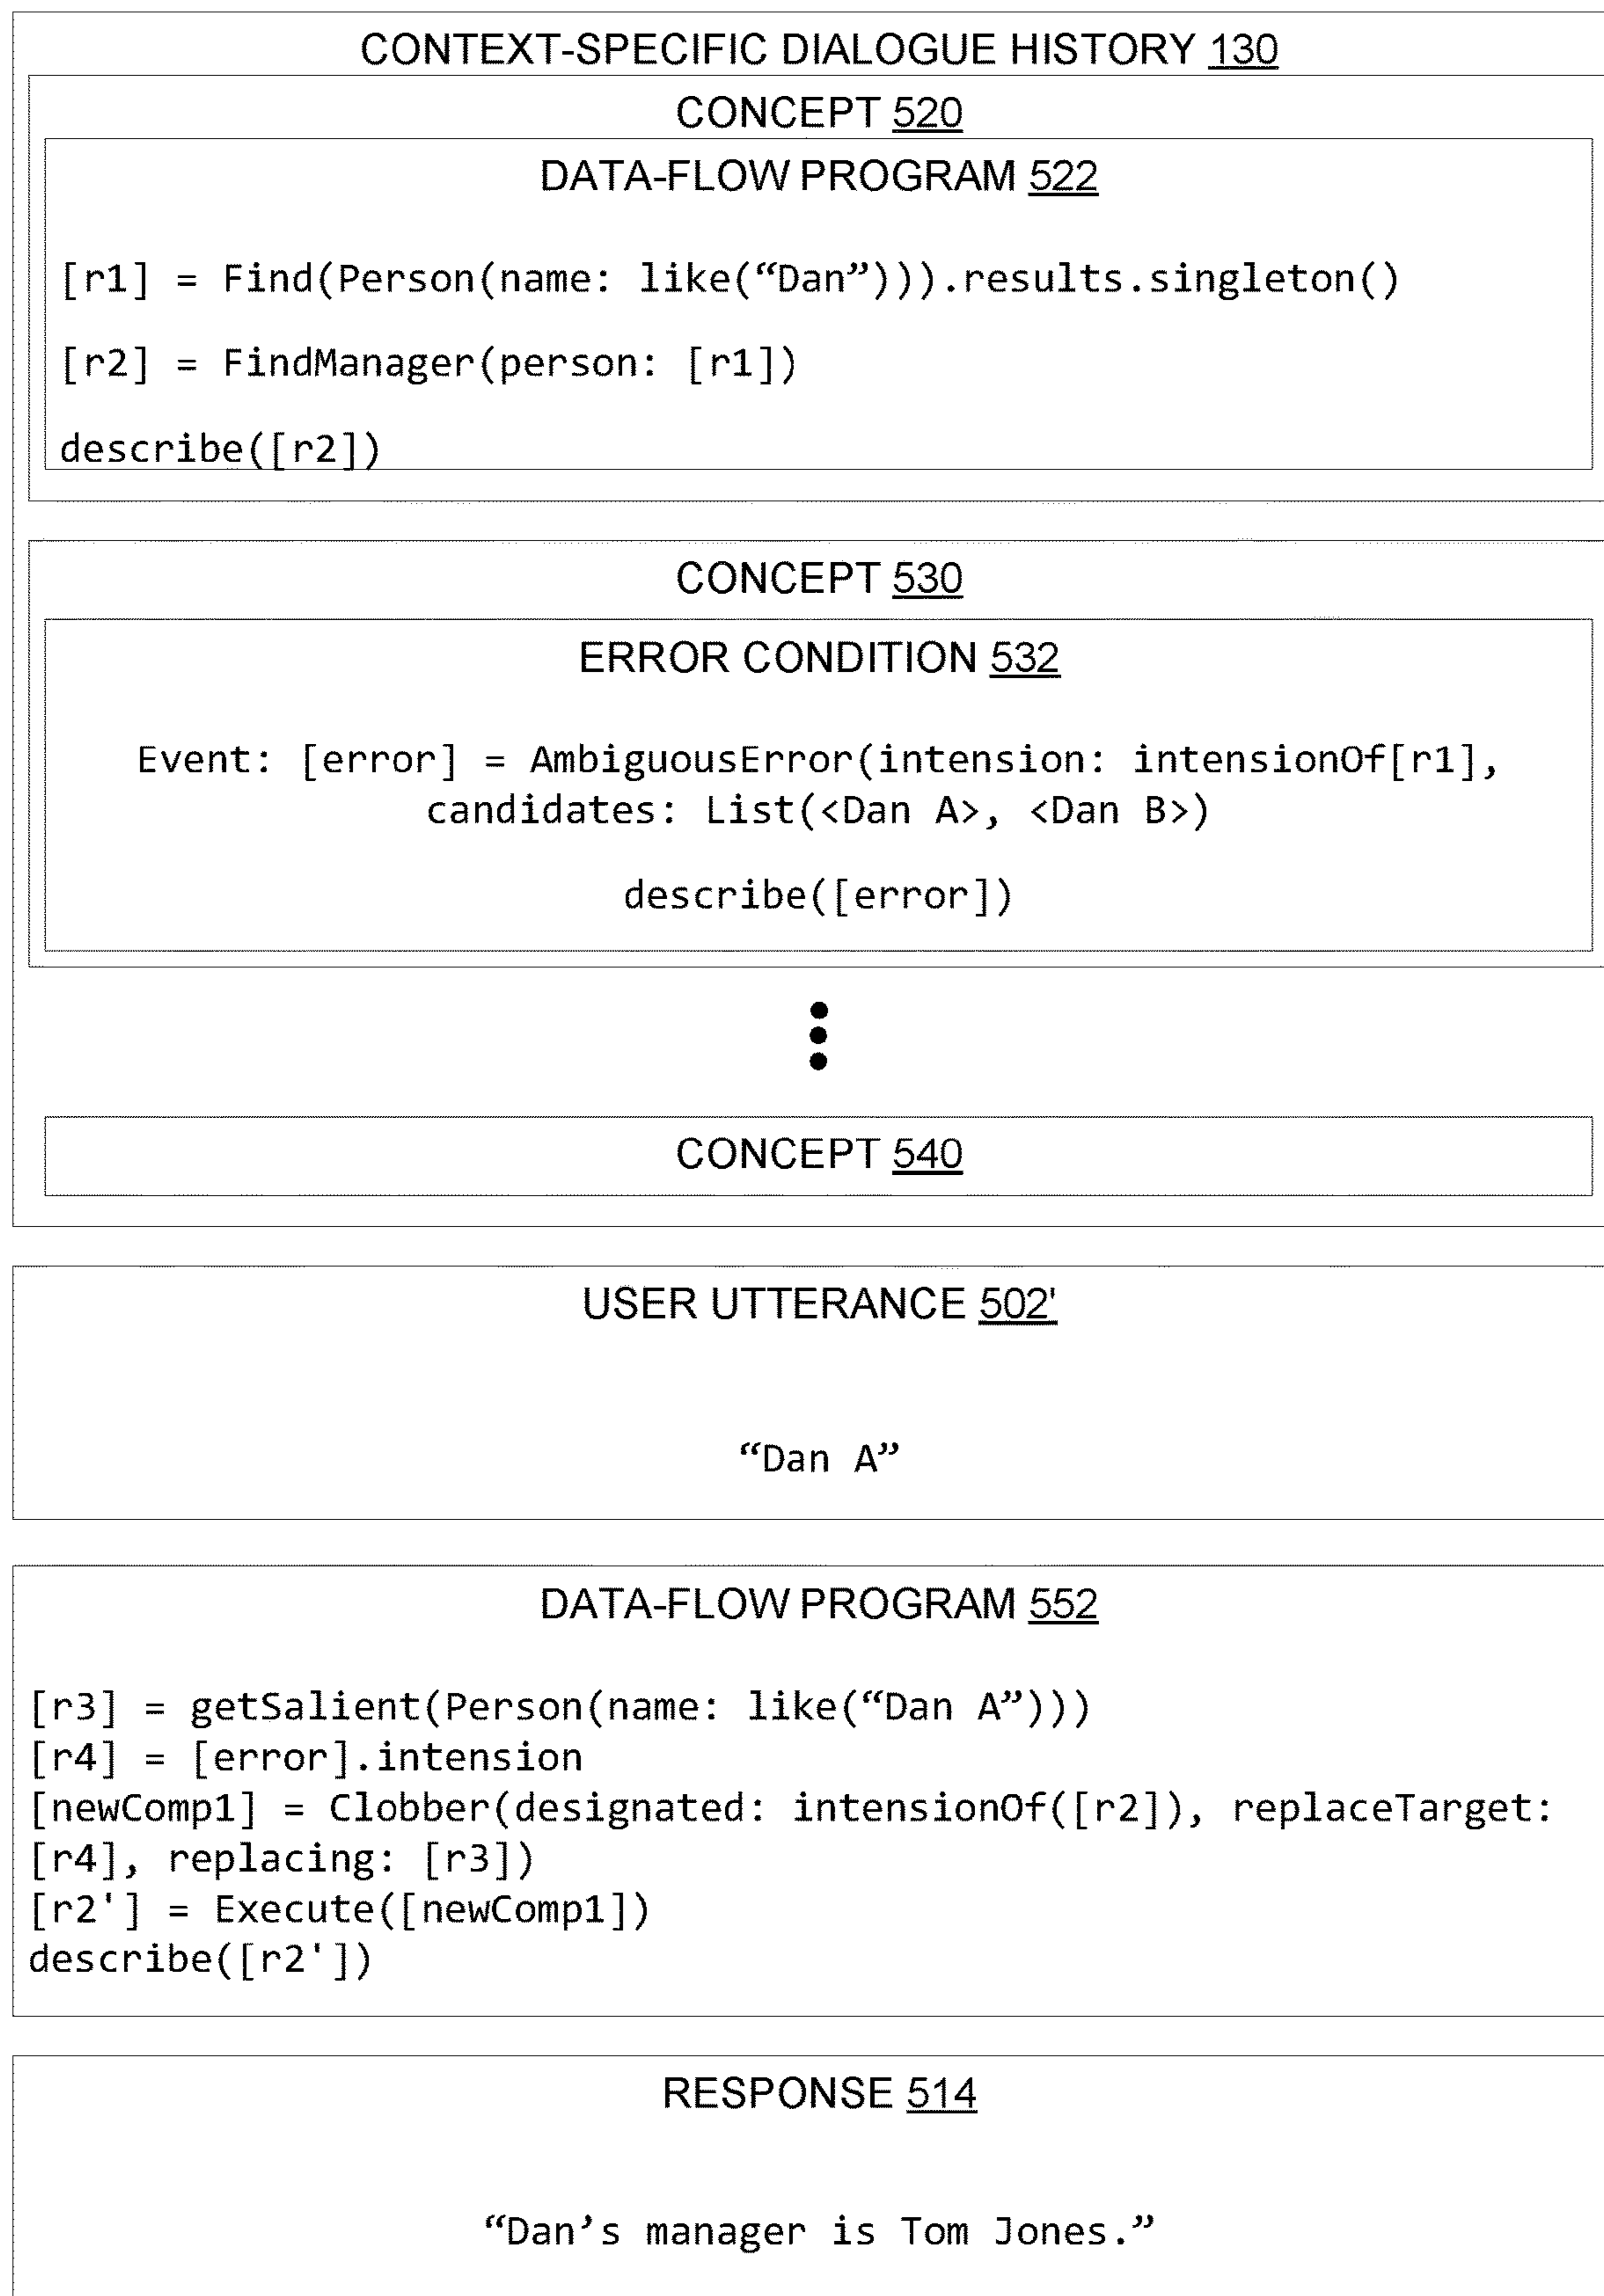 CONTEXT-SPECIFIC DIALOGUE HISTORY 130
CONCEPT 520
DATA-FLOW PROGRAM 522
[r1] = Find(Person(name: like(“Dan”))).results.singleton()
[r2] = FindManager(person: [r1])
describe([r2])
CONCEPT 530
ERROR CONDITION 532
Event: [error] = AmbiguousError(intension: intensionOf[r1],
candidates: List(<Dan A>, <Dan B>)
describe([error])
CONCEPT 540
USER UTTERANCE 502'
“Dan A”
DATA-FLOW PROGRAM 552
[r3] = getSalient(Person(name: like(“Dan A”)))
[r4] = [error].intension
[newComp1] = Clobber(designated: intensionOf([r2]), replaceTarget:
[r4], replacing: [r3])
[r2'] = Execute([newComp1])
describe([r2'])
RESPONSE 514
“Dan’s manager is Tom Jones.”